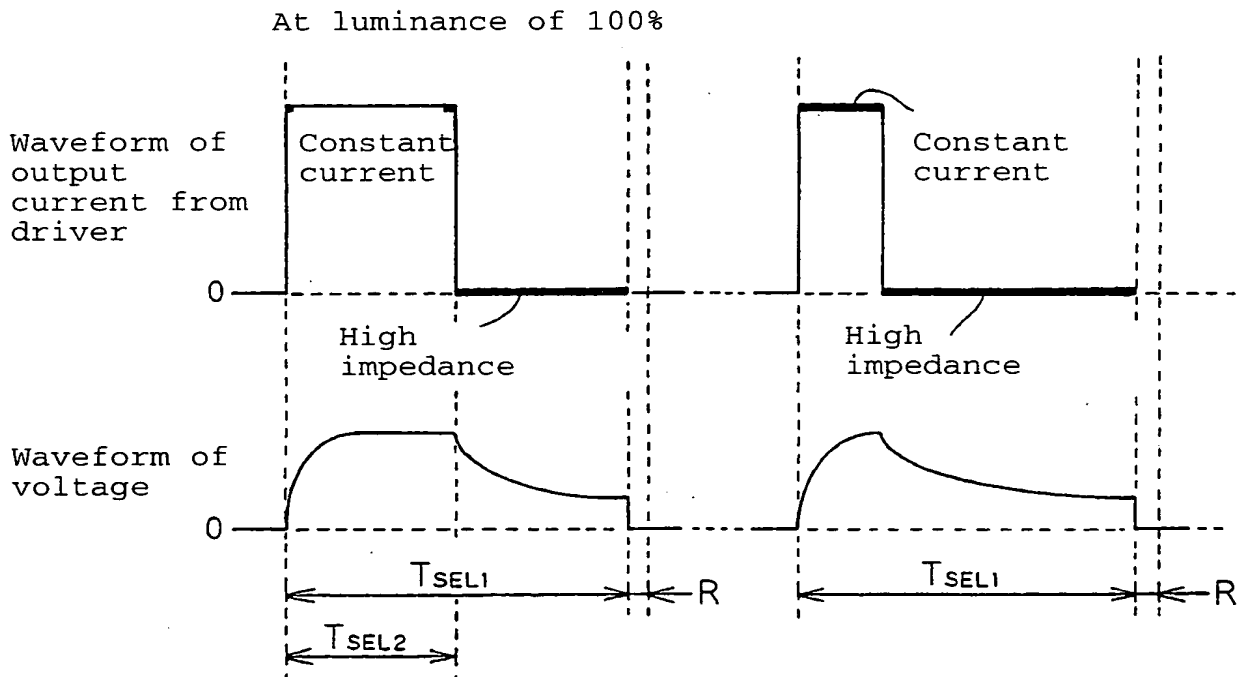 At luminance of 100%
Waveform of
output
current from
driver
Constant
current
Constant
current
0
High
impedance
High
impedance
Waveform of
voltage
0
TSEL1
R
TSEL1
R
TSEL2